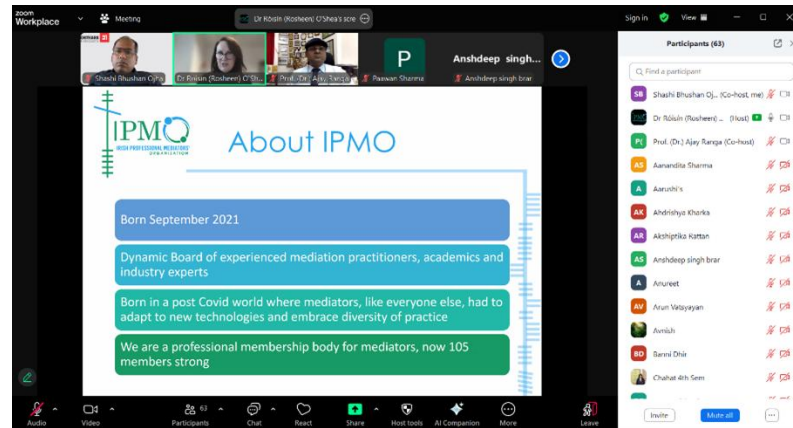 zoom
Workplace
Meeting
Dr Róisín (Rosheen) O'Shea's scre
Sign in
View
Shashi Bhushan Ojha
Dr Róisín (Rosheen) O'Sh...
Prof. (Dr.) Ajay Ranga
P
Paawan Sharma
Anshdeep singh...
Anshdeep singh brar
IPMO
IRISH PROFESSIONAL MEDIATORS'
ORGANISATION
About IPMO
Born September 2021
Dynamic Board of experienced mediation practitioners, academics and
industry experts
Born in a post Covid world where mediators, like everyone else, had to
adapt to new technologies and embrace diversity of practice
We are a professional membership body for mediators, now 105
members strong
Participants (63)
Find a participant
SB Shashi Bhushan Oj... (Co-host, me)
Dr Róisín (Rosheen) ... (Host)
P( Prof. (Dr.) Ajay Ranga (Co-host)
AS Aanandita Sharma
A Aarushi's
AK Ahdrishya Kharka
AR Akshiptika Rattan
AS Anshdeep singh brar
A Anureet
AV Arun Vatsyayan
Avnish
BD Banni Dhir
Chahat 4th Sem
Invite
Mute all
Audio
Video
63
Participants
Chat
React
Share
Host tools
AI Companion
More
Leave